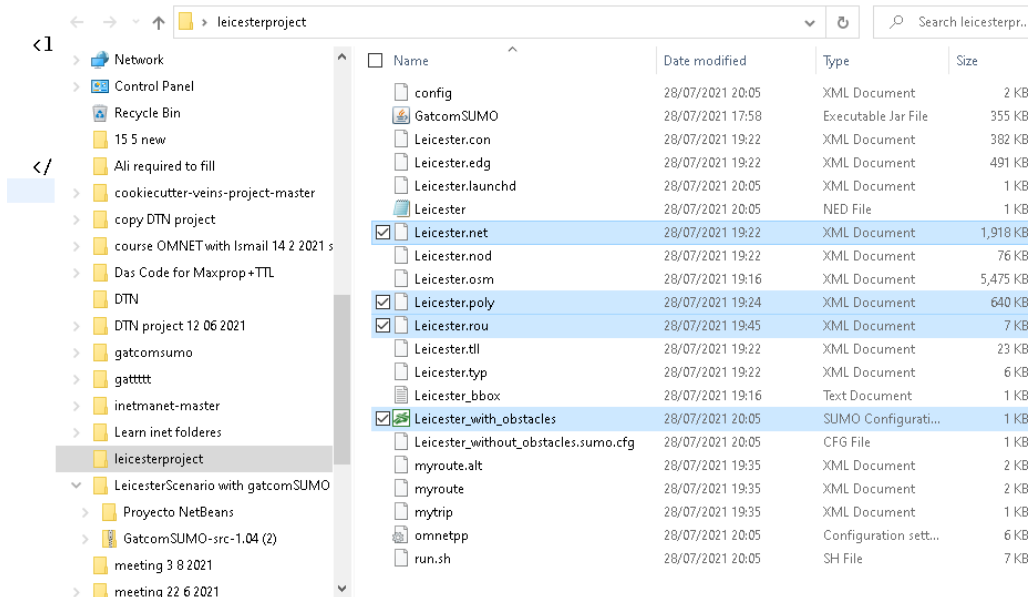 leicesterproject
Search leicesterpr...
<l
</
Network
Control Panel
Recycle Bin
15 5 new
Ali required to fill
cookiecutter-veins-project-master
copy DTN project
course OMNET with Ismail 14 2 2021 s
Das Code for Maxprop+TTL
DTN
DTN project 12 06 2021
gatcomsumo
gattttt
inetmanet-master
Learn inet folderes
leicesterproject
LeicesterScenario with gatcomSUMO
Proyecto NetBeans
GatcomSUMO-src-1.04 (2)
meeting 3 8 2021
meeting 22 6 2021
Name Date modified Type Size
config 28/07/2021 20:05 XML Document 2 KB
GatcomSUMO 28/07/2021 17:58 Executable Jar File 355 KB
Leicester.con 28/07/2021 19:22 XML Document 382 KB
Leicester.edg 28/07/2021 19:22 XML Document 491 KB
Leicester.launchd 28/07/2021 20:05 XML Document 1 KB
Leicester 28/07/2021 20:05 NED File 1 KB
Leicester.net 28/07/2021 19:22 XML Document 1,918 KB
Leicester.nod 28/07/2021 19:22 XML Document 76 KB
Leicester.osm 28/07/2021 19:16 XML Document 5,475 KB
Leicester.poly 28/07/2021 19:24 XML Document 640 KB
Leicester.rou 28/07/2021 19:45 XML Document 7 KB
Leicester.tll 28/07/2021 19:22 XML Document 23 KB
Leicester.typ 28/07/2021 19:22 XML Document 6 KB
Leicester_bbox 28/07/2021 19:16 Text Document 1 KB
Leicester_with_obstacles 28/07/2021 20:05 SUMO Configurati... 1 KB
Leicester_without_obstacles.sumo.cfg 28/07/2021 20:05 CFG File 1 KB
myroute.alt 28/07/2021 19:35 XML Document 2 KB
myroute 28/07/2021 19:35 XML Document 2 KB
mytrip 28/07/2021 19:35 XML Document 1 KB
omnetpp 28/07/2021 20:05 Configuration sett... 6 KB
run.sh 28/07/2021 20:05 SH File 7 KB